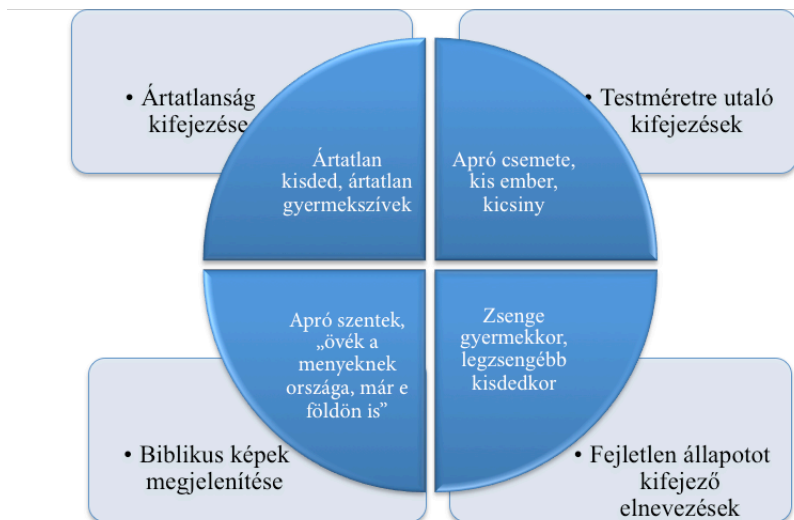 • Ártatlanság
kifejezése
Ártatlan
kisded, ártatlan
gyermekszívek
• Testméretre utaló
kifejezések
Apró csemete,
kis ember,
kicsiny
Apró szentek,
„övék a
menyeknek
országa, már e
földön is”
• Biblikus képek
megjelenítése
Zsenge
gyermekkor,
legzsengébb
kisdedkor
• Fejletlen állapotot
kifejező
elnevezések